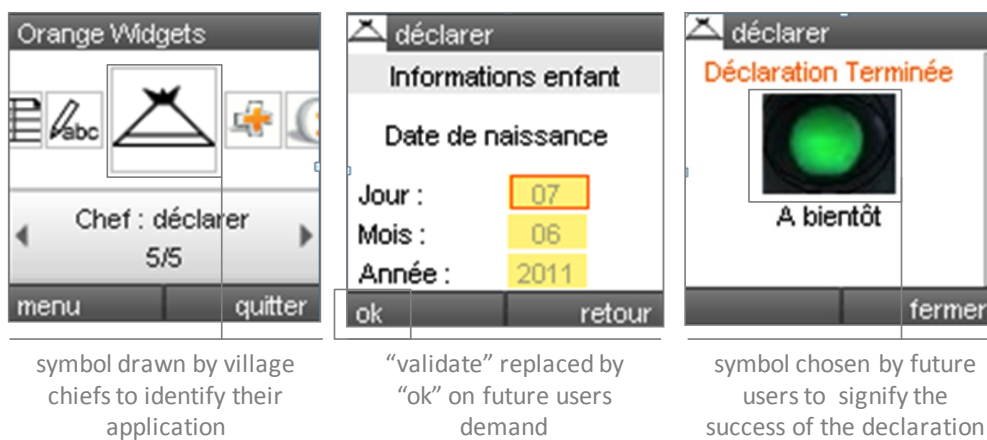 Orange Widgets
abc
Chef : déclarer
5/5
menu quitter
symbol drawn by village
chiefs to identify their
application
déclarer
Informations enfant
Date de naissance
Jour : 07
Mois : 06
Année : 2011
ok retour
“validate” replaced by
“ok” on future users
demand
déclarer
Déclaration Terminée
A bientôt
fermer
symbol chosen by future
users to signify the
success of the declaration